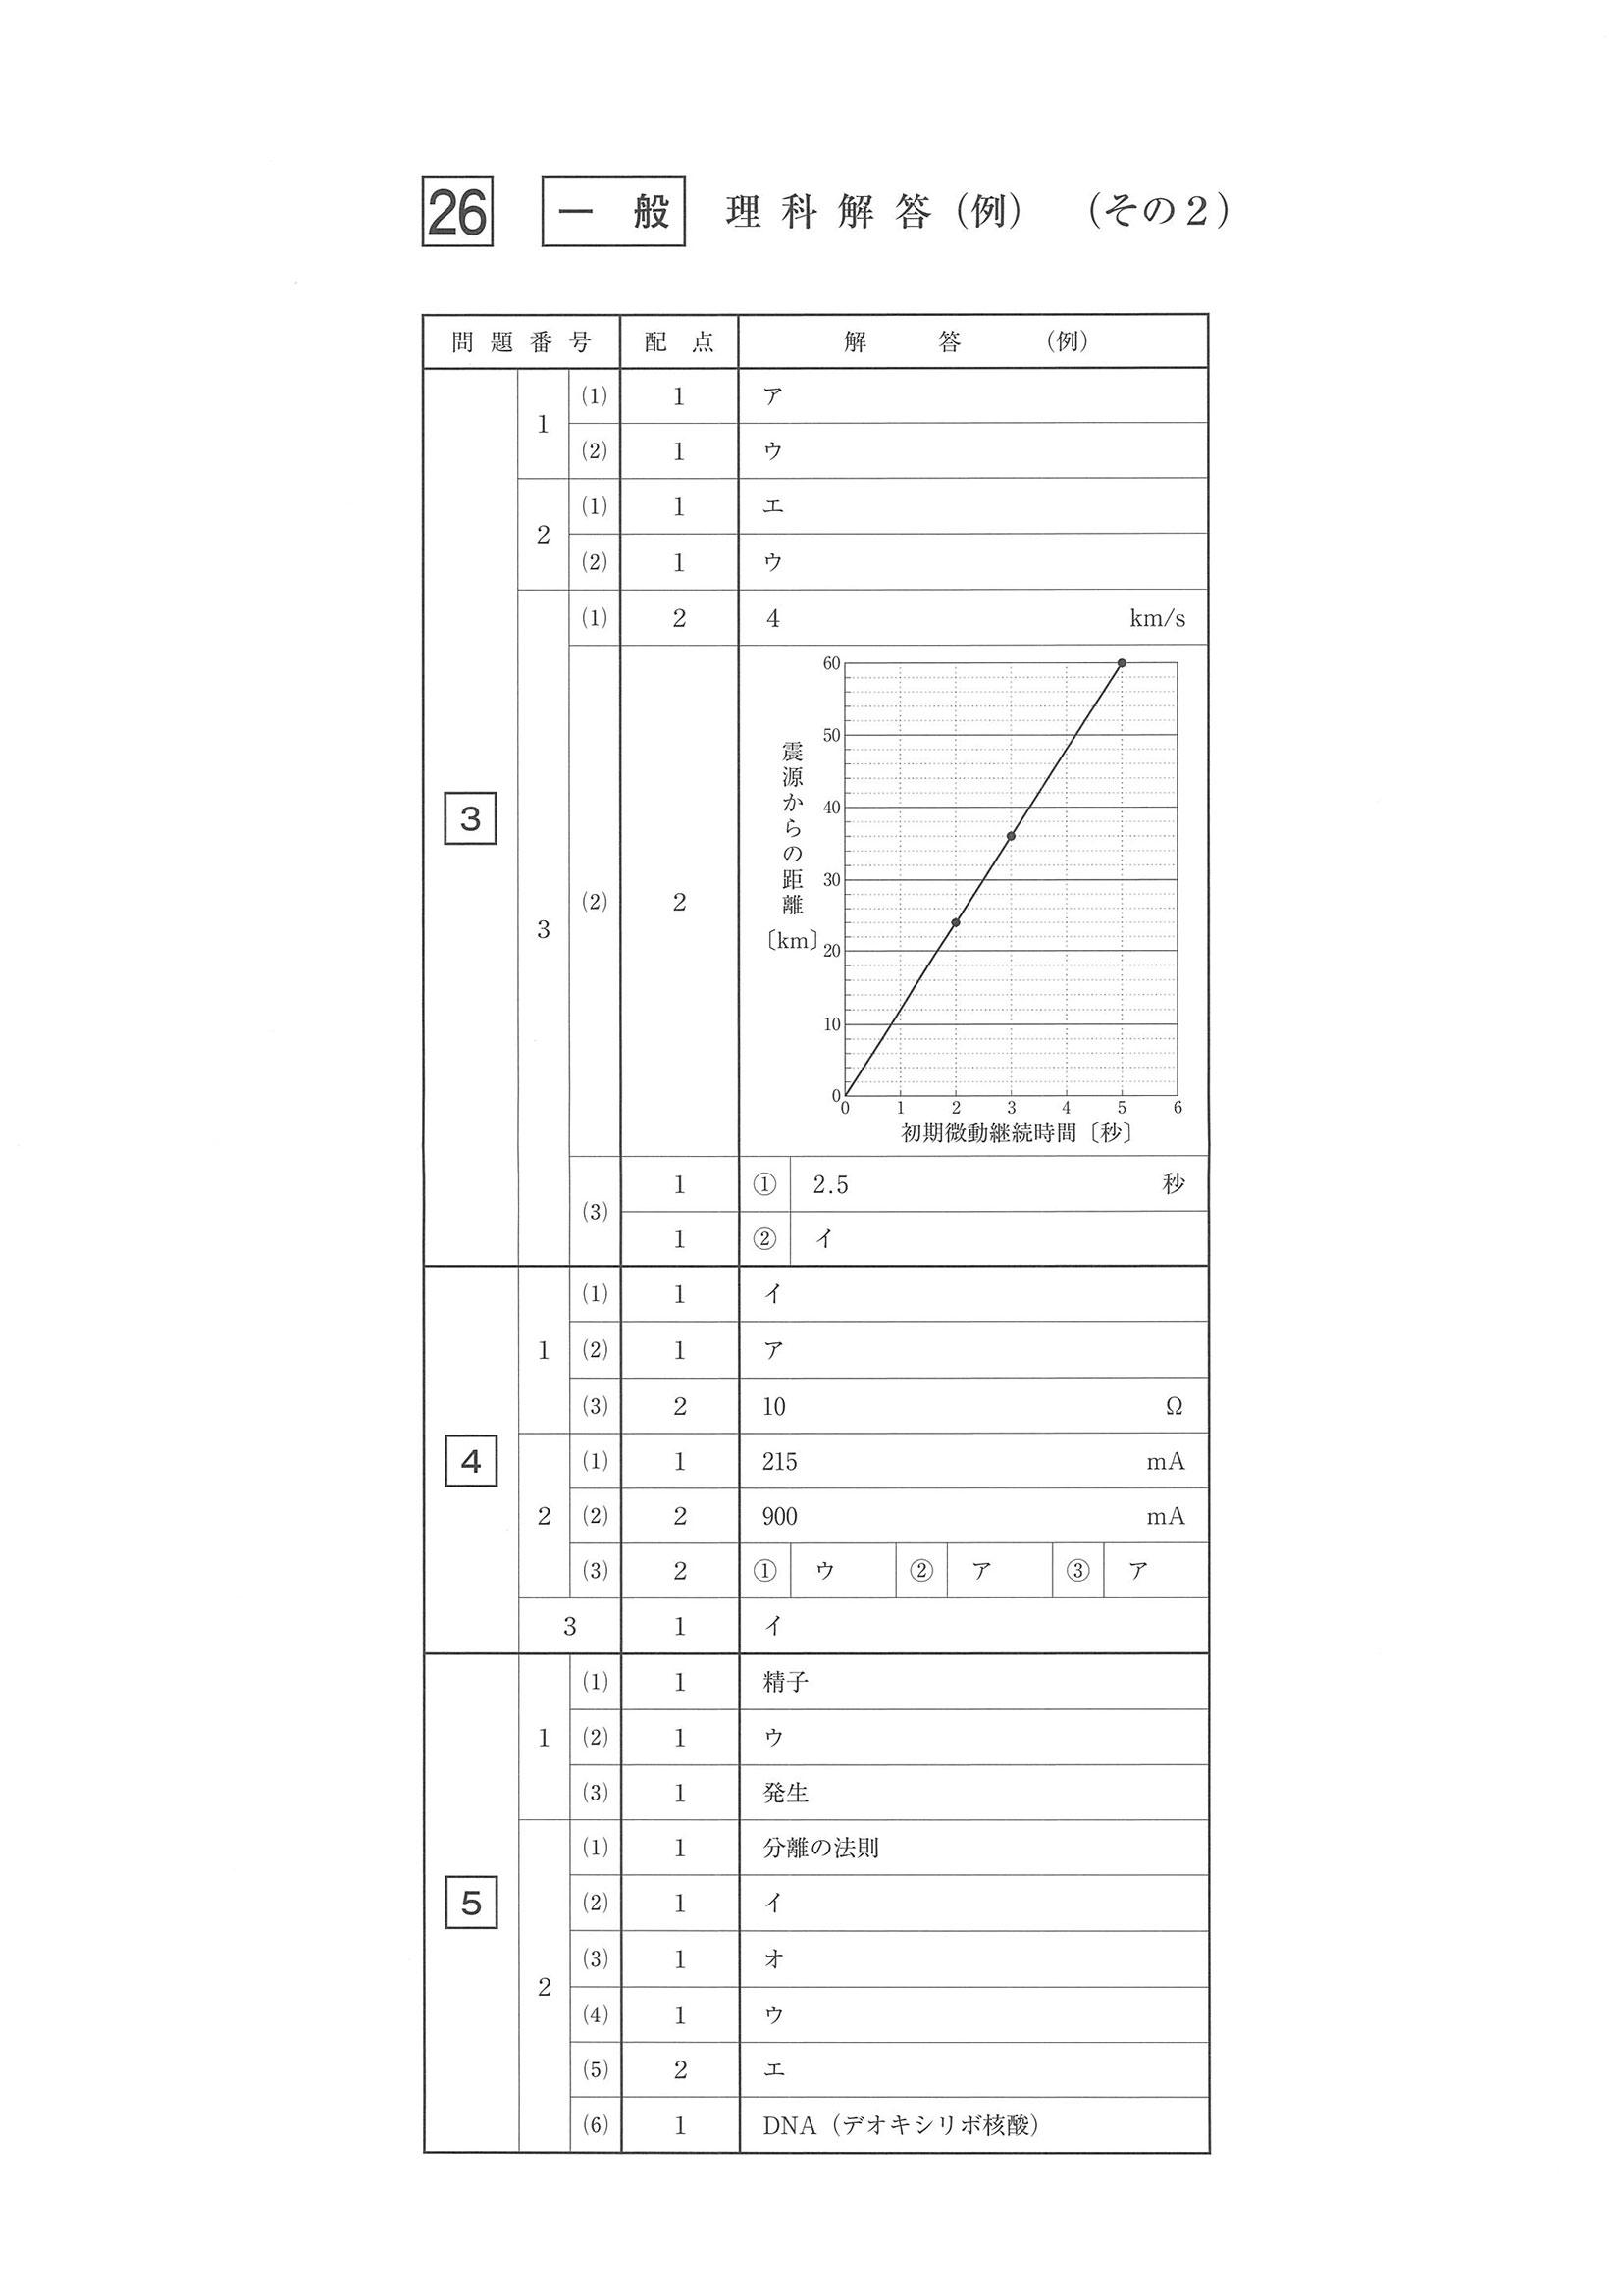 26 一般 理科解答(例) (その2)
問題番号 配点 解答 (例)
3
1 (1) 1 ア
(2) 1 ウ
2 (1) 1 エ
(2) 1 ウ
3 (1) 2 4 km/s
(2) 2
震源からの距離〔km〕
60
50
40
30
20
10
0
0 1 2 3 4 5 6
初期微動継続時間〔秒〕
(3) 1 ① 2.5 秒
1 ② イ
4
1 (1) 1 イ
(2) 1 ア
(3) 2 10 Ω
2 (1) 1 215 mA
(2) 2 900 mA
(3) 2 ① ウ ② ア ③ ア
3 1 イ
5
1 (1) 1 精子
(2) 1 ウ
(3) 1 発生
2 (1) 1 分離の法則
(2) 1 イ
(3) 1 オ
(4) 1 ウ
(5) 2 エ
(6) 1 DNA(デオキシリボ核酸)